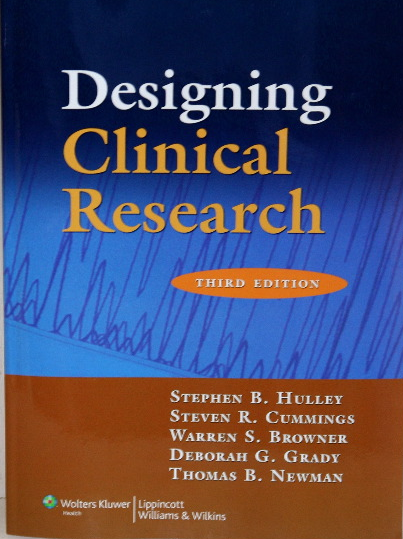 Designing
Clinical
Research
THIRD EDITION
STEPHEN B. HULLEY
STEVEN R. CUMMINGS
WARREN S. BROWNER
DEBORAH G. GRADY
THOMAS B. NEWMAN
Wolters Kluwer
Health
Lippincott
Williams & Wilkins